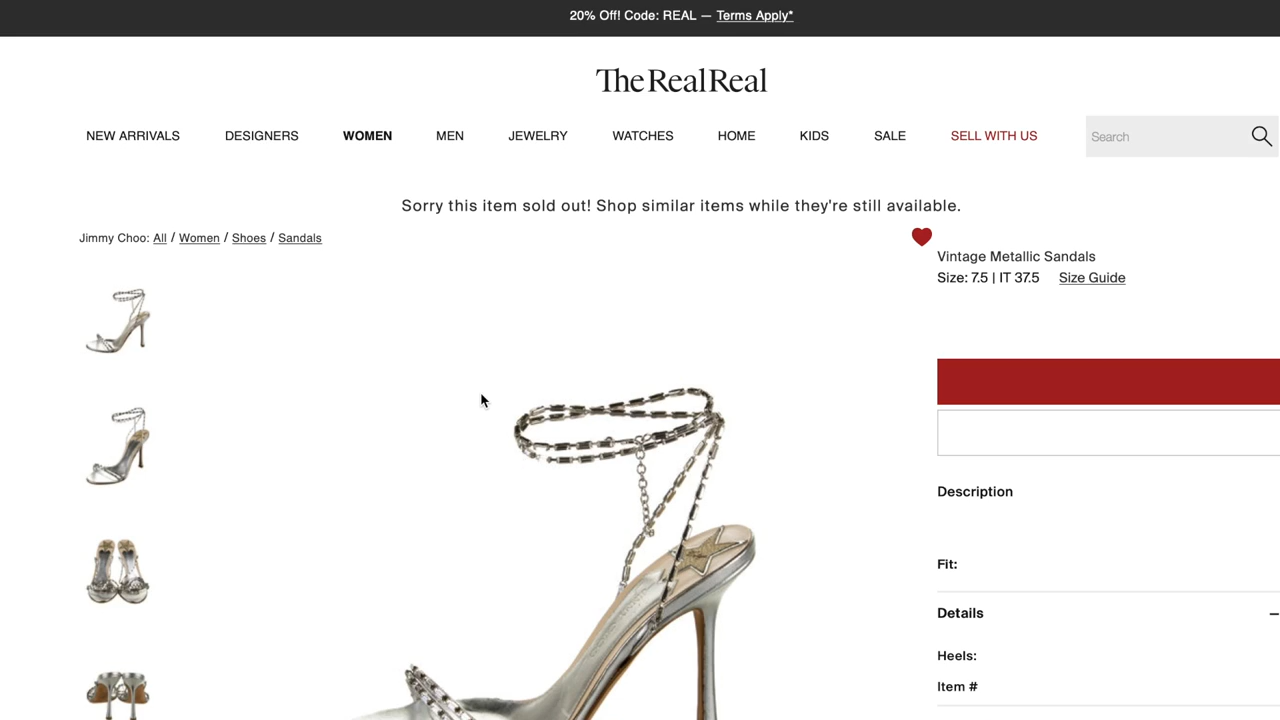 20% Off! Code: REAL — Terms Apply*
The RealReal
NEW ARRIVALS DESIGNERS WOMEN MEN JEWELRY WATCHES HOME KIDS SALE SELL WITH US Search
Sorry this item sold out! Shop similar items while they're still available.
Jimmy Choo: All / Women / Shoes / Sandals
Vintage Metallic Sandals
Size: 7.5 | IT 37.5 Size Guide
Description
Fit:
Details
Heels:
Item #